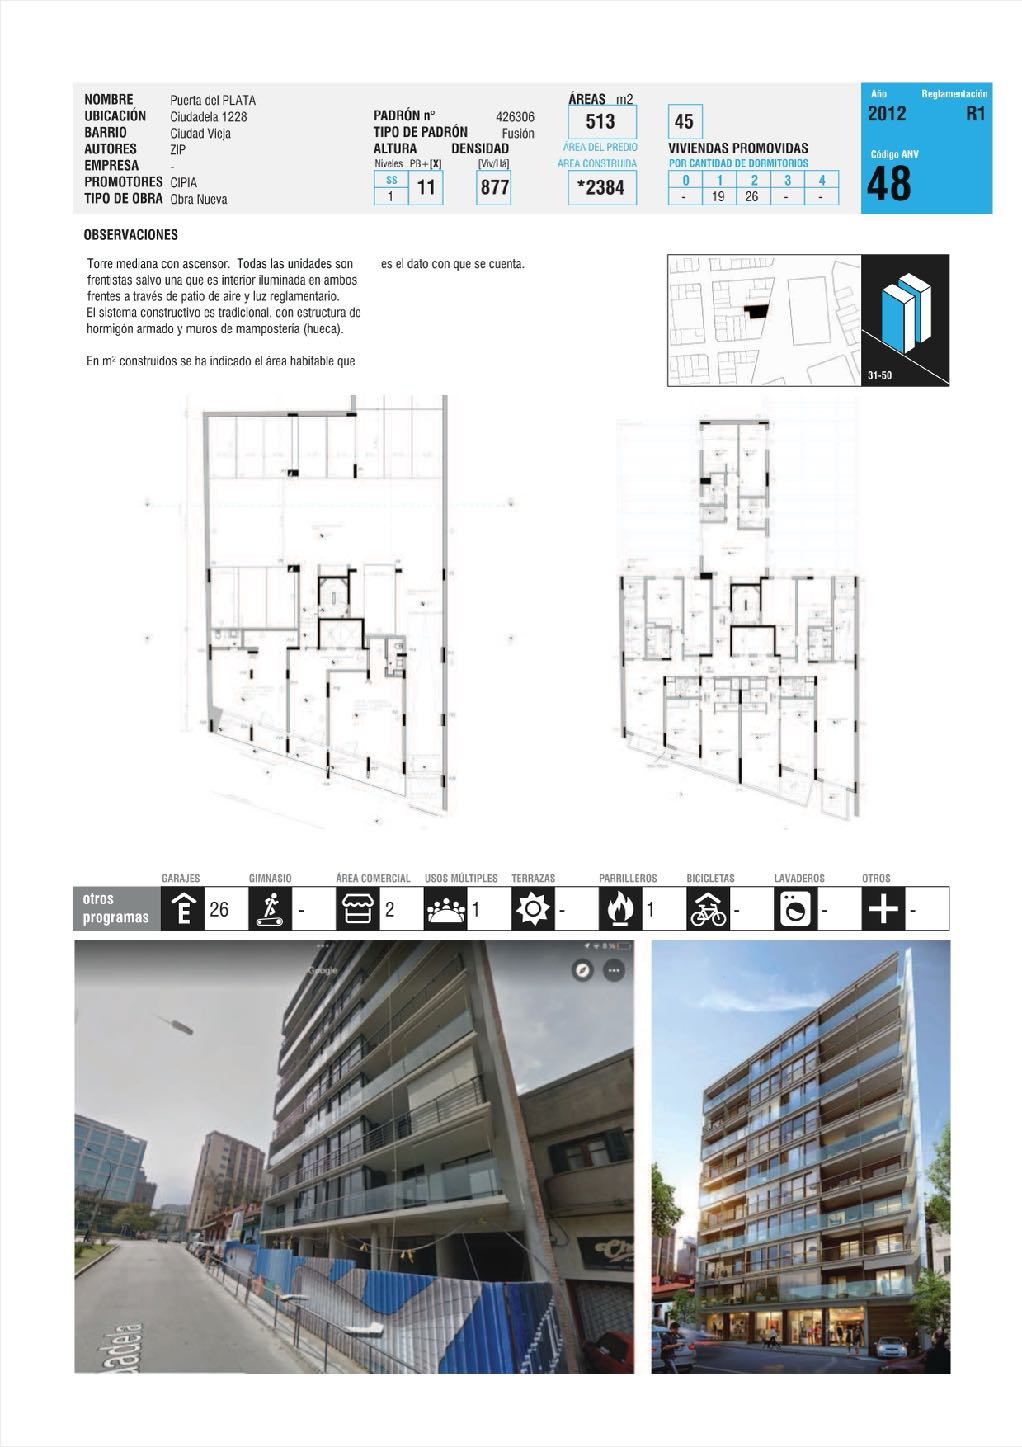 NOMBRE Puerta del PLATA
UBICACIÓN Ciudadela 1228
BARRIO Ciudad Vieja
AUTORES ZIP
EMPRESA -
PROMOTORES CIPIA
TIPO DE OBRA Obra Nueva
PADRÓN nº 426306
TIPO DE PADRÓN Fusión
ALTURA DENSIDAD
Niveles PB+[X] [Viv/Há]
SS
1
11
877
ÁREAS m2
513
ÁREA DEL PREDIO
ÁREA CONSTRUIDA
*2384
45
VIVIENDAS PROMOVIDAS
POR CANTIDAD DE DORMITORIOS
0 1 2 3 4
- 19 26 - -
Año Reglamentación
2012 R1
Código ANV
48
OBSERVACIONES
Torre mediana con ascensor. Todas las unidades son
frentistas salvo una que es interior iluminada en ambos
frentes a través de patio de aire y luz reglamentario.
El sistema constructivo es tradicional, con estructura de
hormigón armado y muros de mampostería (hueca).
En m² construidos se ha indicado el área habitable que
es el dato con que se cuenta.
31-50
otros
programas
GARAJES
26
GIMNASIO
-
ÁREA COMERCIAL
2
USOS MÚLTIPLES
1
TERRAZAS
-
PARRILLEROS
1
BICICLETAS
-
LAVADEROS
-
OTROS
-
Google
dadela